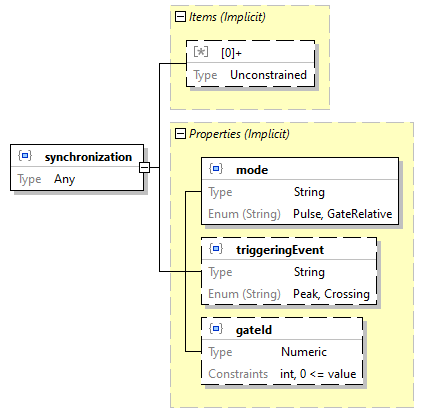 Items (Implicit)
[*] [0]+
Type Unconstrained
synchronization
Type Any
Properties (Implicit)
mode
Type String
Enum (String) Pulse, GateRelative
triggeringEvent
Type String
Enum (String) Peak, Crossing
gateId
Type Numeric
Constraints int, 0 <= value